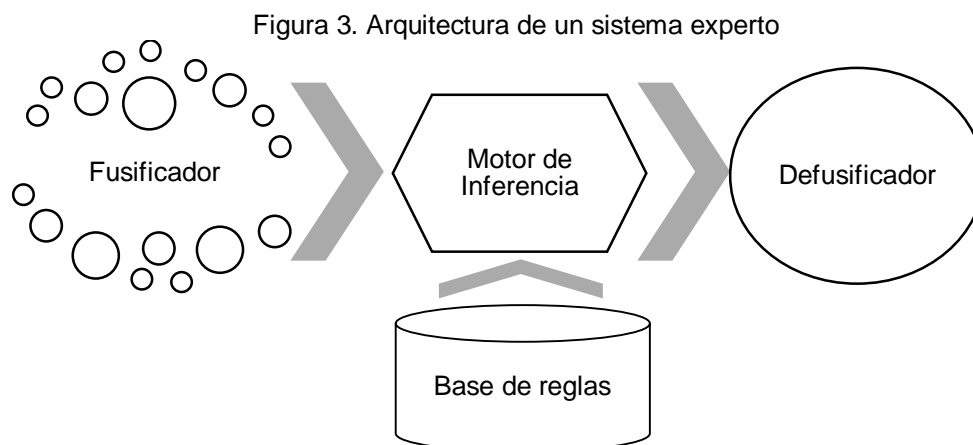 Figura 3. Arquitectura de un sistema experto
Fusificador
Motor de
Inferencia
Defusificador
Base de reglas